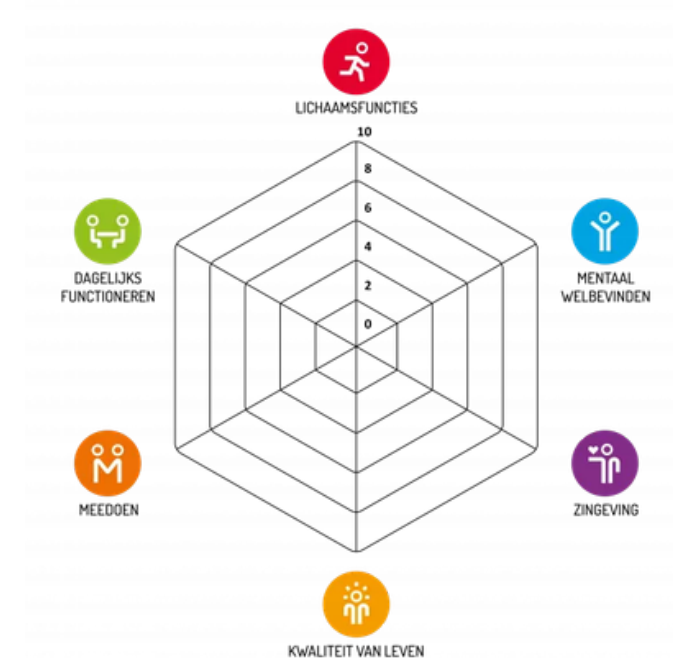 LICHAAMSFUNCTIES
10
8
6
4
2
0
DAGELIJKS
FUNCTIONEREN
MENTAAL
WELBEVINDEN
MEEDOEN
ZINGEVING
KWALITEIT VAN LEVEN